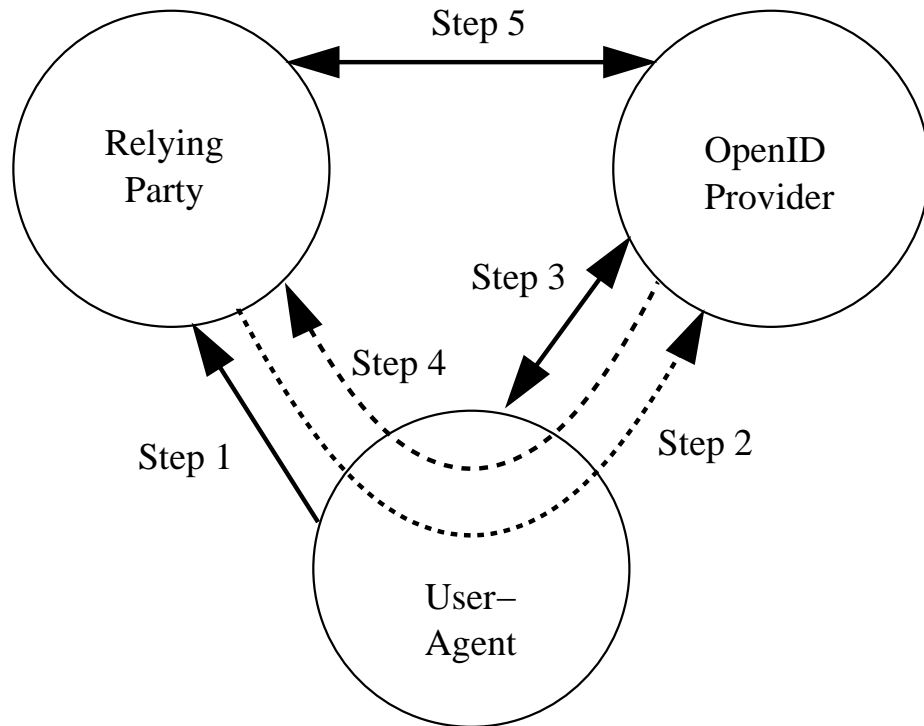 Step 5
Relying
Party
OpenID
Provider
Step 3
Step 4
Step 1
Step 2
User–
Agent